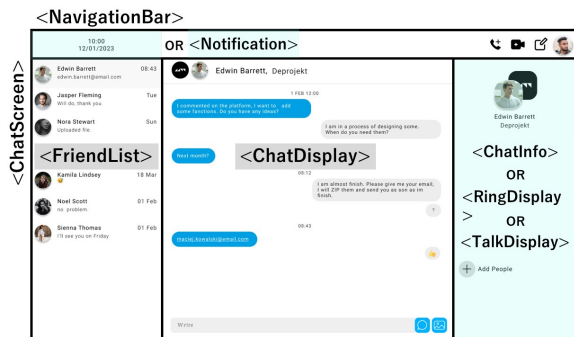 <NavigationBar>
10:00
12/01/2023
OR <Notification>
<ChatScreen>
Edwin Barrett 08:43
edwin.barrett@email.com
Jasper Fleming Tue
Will do, thank you
Nora Stewart Sun
Uploaded file.
<FriendList>
Kamila Lindsey 18 Mar
Noel Scott 01 Feb
no problem.
Sienna Thomas 01 Feb
I'll see you on Friday
Edwin Barrett, Deprojekt
1 FEB 12:00
I commented on the platform, I want to add
some functions. Do you have any ideas?
I am in a process of designing some.
When do you need them?
Next month?
<ChatDisplay>
08:12
I am almost finish. Please give me your email,
I will ZIP them and send you as son as im
finish.
?
09:43
maciej.kowalski@email.com
👍
Write
Edwin Barrett
Deprojekt
<ChatInfo>
OR
<RingDisplay
>
OR
<TalkDisplay>
Add People